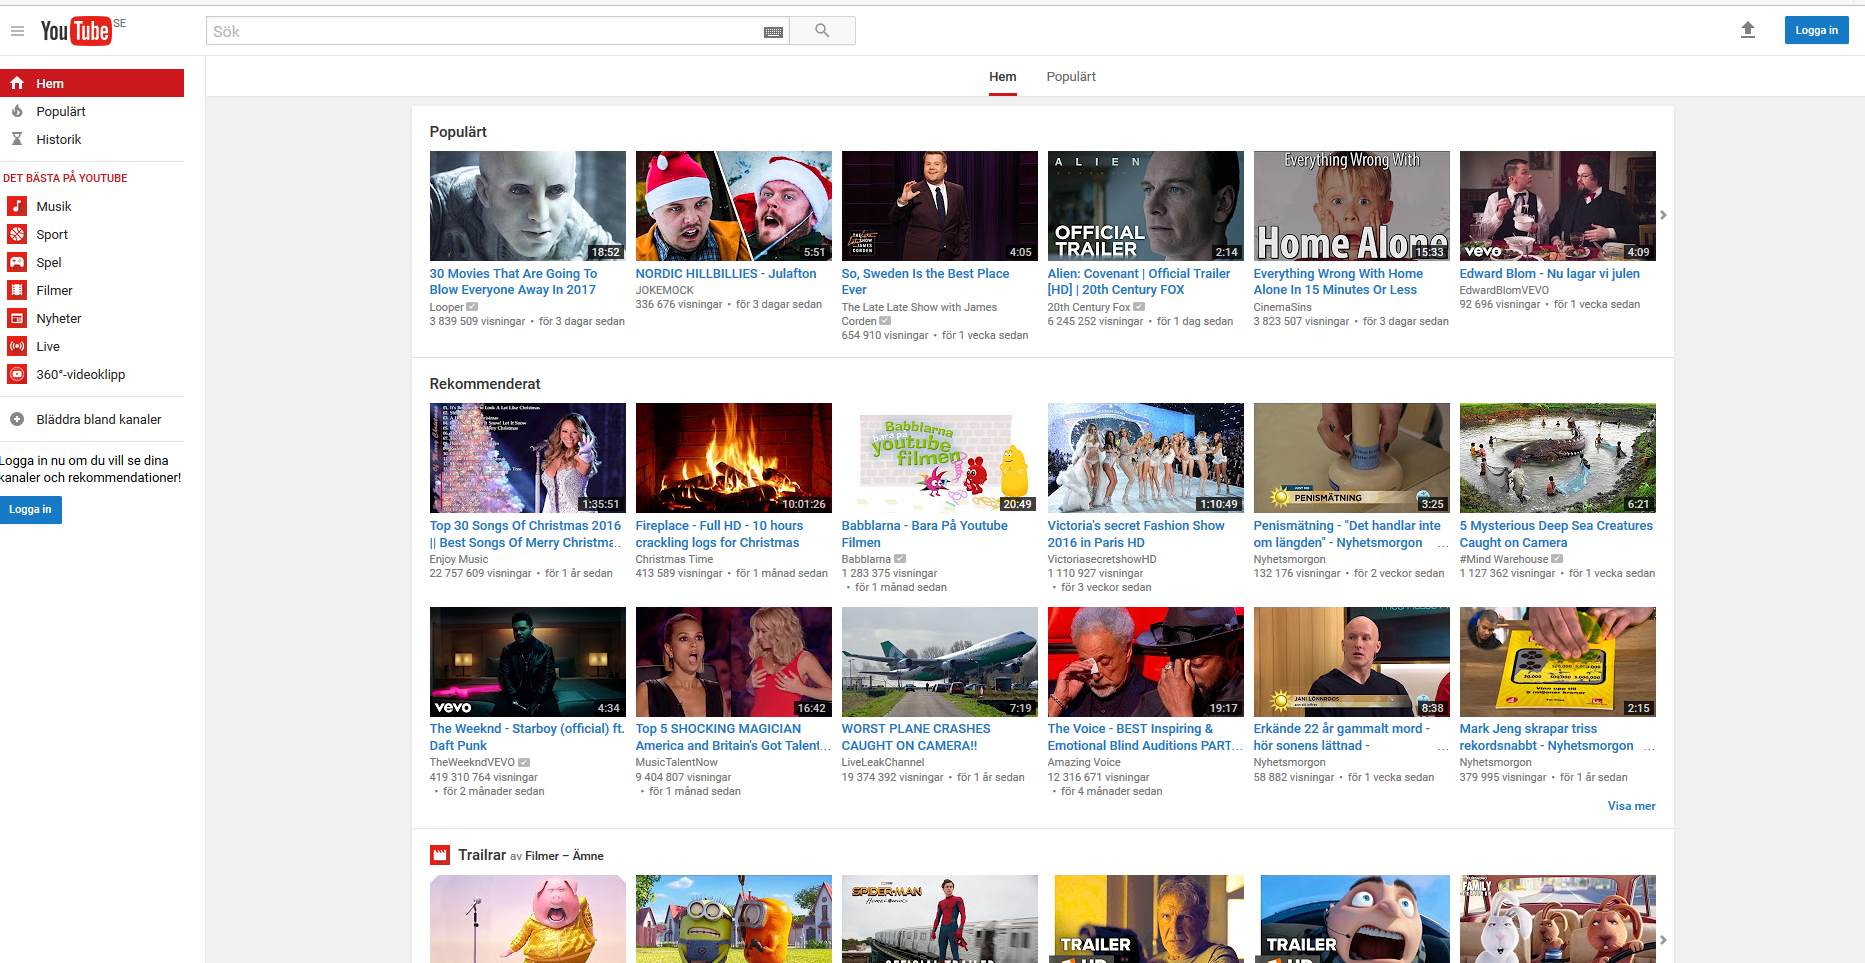 YouTube SE
Sök
Logga in
Hem
Populärt
Historik
DET BÄSTA PÅ YOUTUBE
Musik
Sport
Spel
Filmer
Nyheter
Live
360°-videoklipp
Bläddra bland kanaler
Logga in nu om du vill se dina
kanaler och rekommendationer!
Logga in
Hem Populärt
Populärt
18:52
30 Movies That Are Going To
Blow Everyone Away In 2017
Looper
3 839 509 visningar • för 3 dagar sedan
5:51
NORDIC HILLBILLIES - Julafton
JOKEMOCK
336 676 visningar • för 3 dagar sedan
THE LATE LATE SHOW WITH JAMES CORDEN
4:05
So, Sweden Is the Best Place
Ever
The Late Late Show with James
Corden
654 910 visningar • för 1 vecka sedan
ALIEN
OFFICIAL
TRAILER
2:14
Alien: Covenant | Official Trailer
[HD] | 20th Century FOX
20th Century Fox
6 245 252 visningar • för 1 dag sedan
Everything Wrong With
Home Alone
15:33
Everything Wrong With Home
Alone In 15 Minutes Or Less
CinemaSins
3 823 507 visningar • för 3 dagar sedan
vevo
4:09
Edward Blom - Nu lagar vi julen
EdwardBlomVEVO
92 696 visningar • för 1 vecka sedan
Rekommenderat
1:35:51
Top 30 Songs Of Christmas 2016
|| Best Songs Of Merry Christma..
Enjoy Music
22 757 609 visningar • för 1 år sedan
10:01:26
Fireplace - Full HD - 10 hours
crackling logs for Christmas
Christmas Time
413 589 visningar • för 1 månad sedan
Babblarna
bara på
youtube
filmen
20:49
Babblarna - Bara På Youtube
Filmen
Babblarna
1 283 375 visningar
• för 1 månad sedan
1:10:49
Victoria's secret Fashion Show
2016 in Paris HD
VictoriasecretshowHD
1 110 927 visningar
• för 3 veckor sedan
JUST NU
PENISMÄTNING
3:25
Penismätning - "Det handlar inte
om längden" - Nyhetsmorgon ...
Nyhetsmorgon
132 176 visningar • för 2 veckor sedan
6:21
5 Mysterious Deep Sea Creatures
Caught on Camera
#Mind Warehouse
1 127 362 visningar • för 1 vecka sedan
vevo
4:34
The Weeknd - Starboy (official) ft.
Daft Punk
TheWeekndVEVO
419 310 764 visningar
• för 2 månader sedan
16:42
Top 5 SHOCKING MAGICIAN
America and Britain's Got Talent...
MusicTalentNow
9 404 807 visningar
• för 1 månad sedan
7:19
WORST PLANE CRASHES
CAUGHT ON CAMERA!!
LiveLeakChannel
19 374 392 visningar • för 1 år sedan
19:17
The Voice - BEST Inspiring &
Emotional Blind Auditions PART...
Amazing Voice
12 316 671 visningar
• för 4 månader sedan
JANI LÖNNROOS
8:38
Erkände 22 år gammalt mord -
hör sonens lättnad - ...
Nyhetsmorgon
58 882 visningar • för 1 vecka sedan
Vinn upp till
5 miljoner kronor
2:15
Mark Jeng skrapar triss
rekordsnabbt - Nyhetsmorgon ...
Nyhetsmorgon
379 995 visningar • för 1 år sedan
Visa mer
Trailrar av Filmer – Ämne
SPIDER-MAN
HOMECOMING
OFFICIAL TRAILER
TRAILER
TRAILER
FAMILY